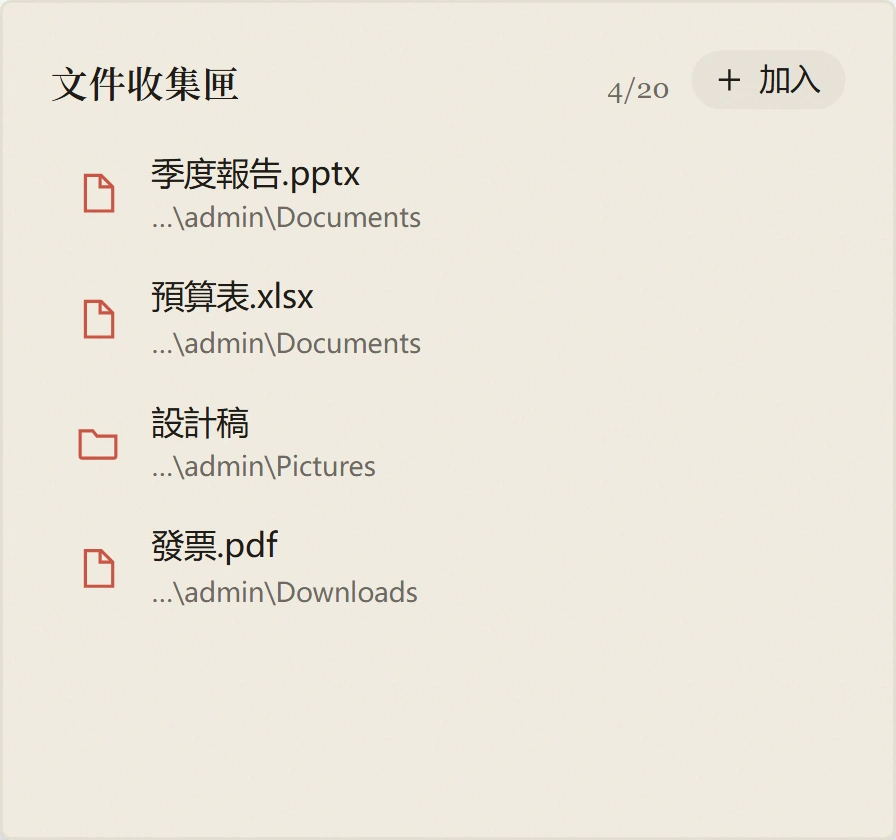 文件收集匣
4/20
+ 加入
季度報告.pptx
...\admin\Documents
預算表.xlsx
...\admin\Documents
設計稿
...\admin\Pictures
發票.pdf
...\admin\Downloads